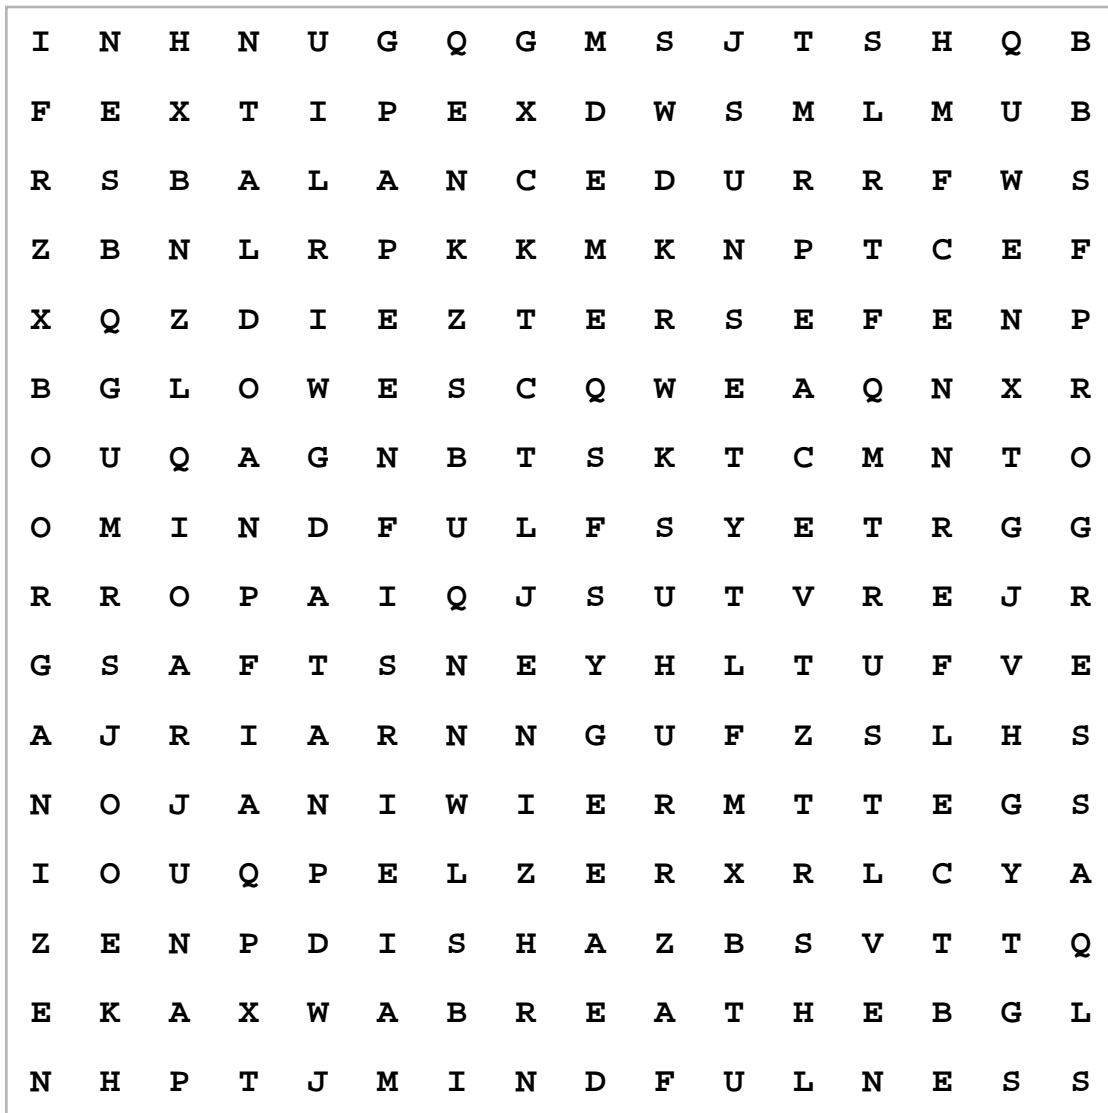 I N H N U G Q G M S J T S H Q B
F E X T I P E X D W S M L M U B
R S B A L A N C E D U R R F W S
Z B N L R P K K M K N P T C E F
X Q Z D I E Z T E R S E F E N P
B G L O W E S C Q W E A Q N X R
O U Q A G N B T S K T C M N T O
O M I N D F U L F S Y E T R G G
R R O P A I Q J S U T V R E J R
G S A F T S N E Y H L T U F V E
A J R I A R N N G U F Z S L H S
N O J A N I W I E R M T T E G S
I O U Q P E L Z E R X R L C Y A
Z E N P D I S H A Z B S V T T Q
E K A X W A B R E A T H E B G L
N H P T J M I N D F U L N E S S